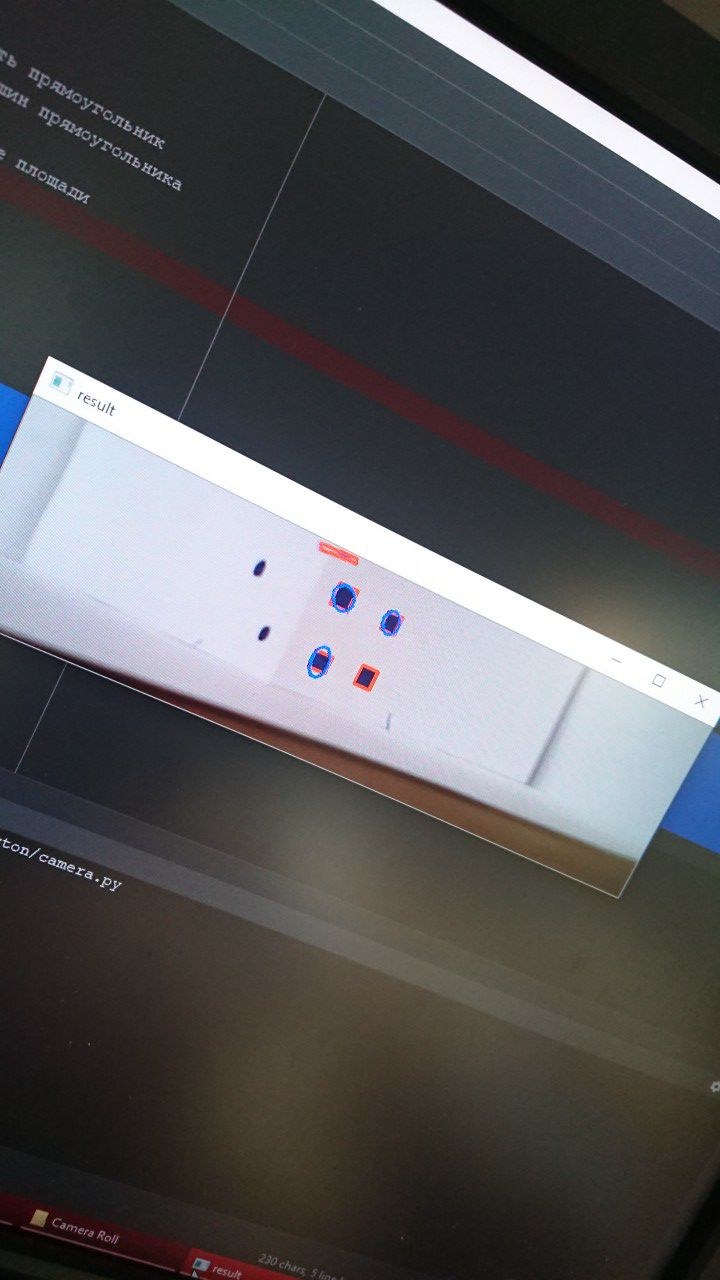 ть прямоугольник
шин прямоугольника
е площади
result
ton/camera.py
Camera Roll
result
230 chars, 5 line